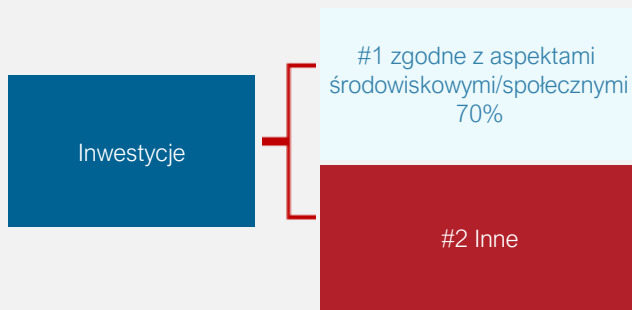 Inwestycje
#1 zgodne z aspektami
środowiskowymi/społecznymi
70%
#2 Inne